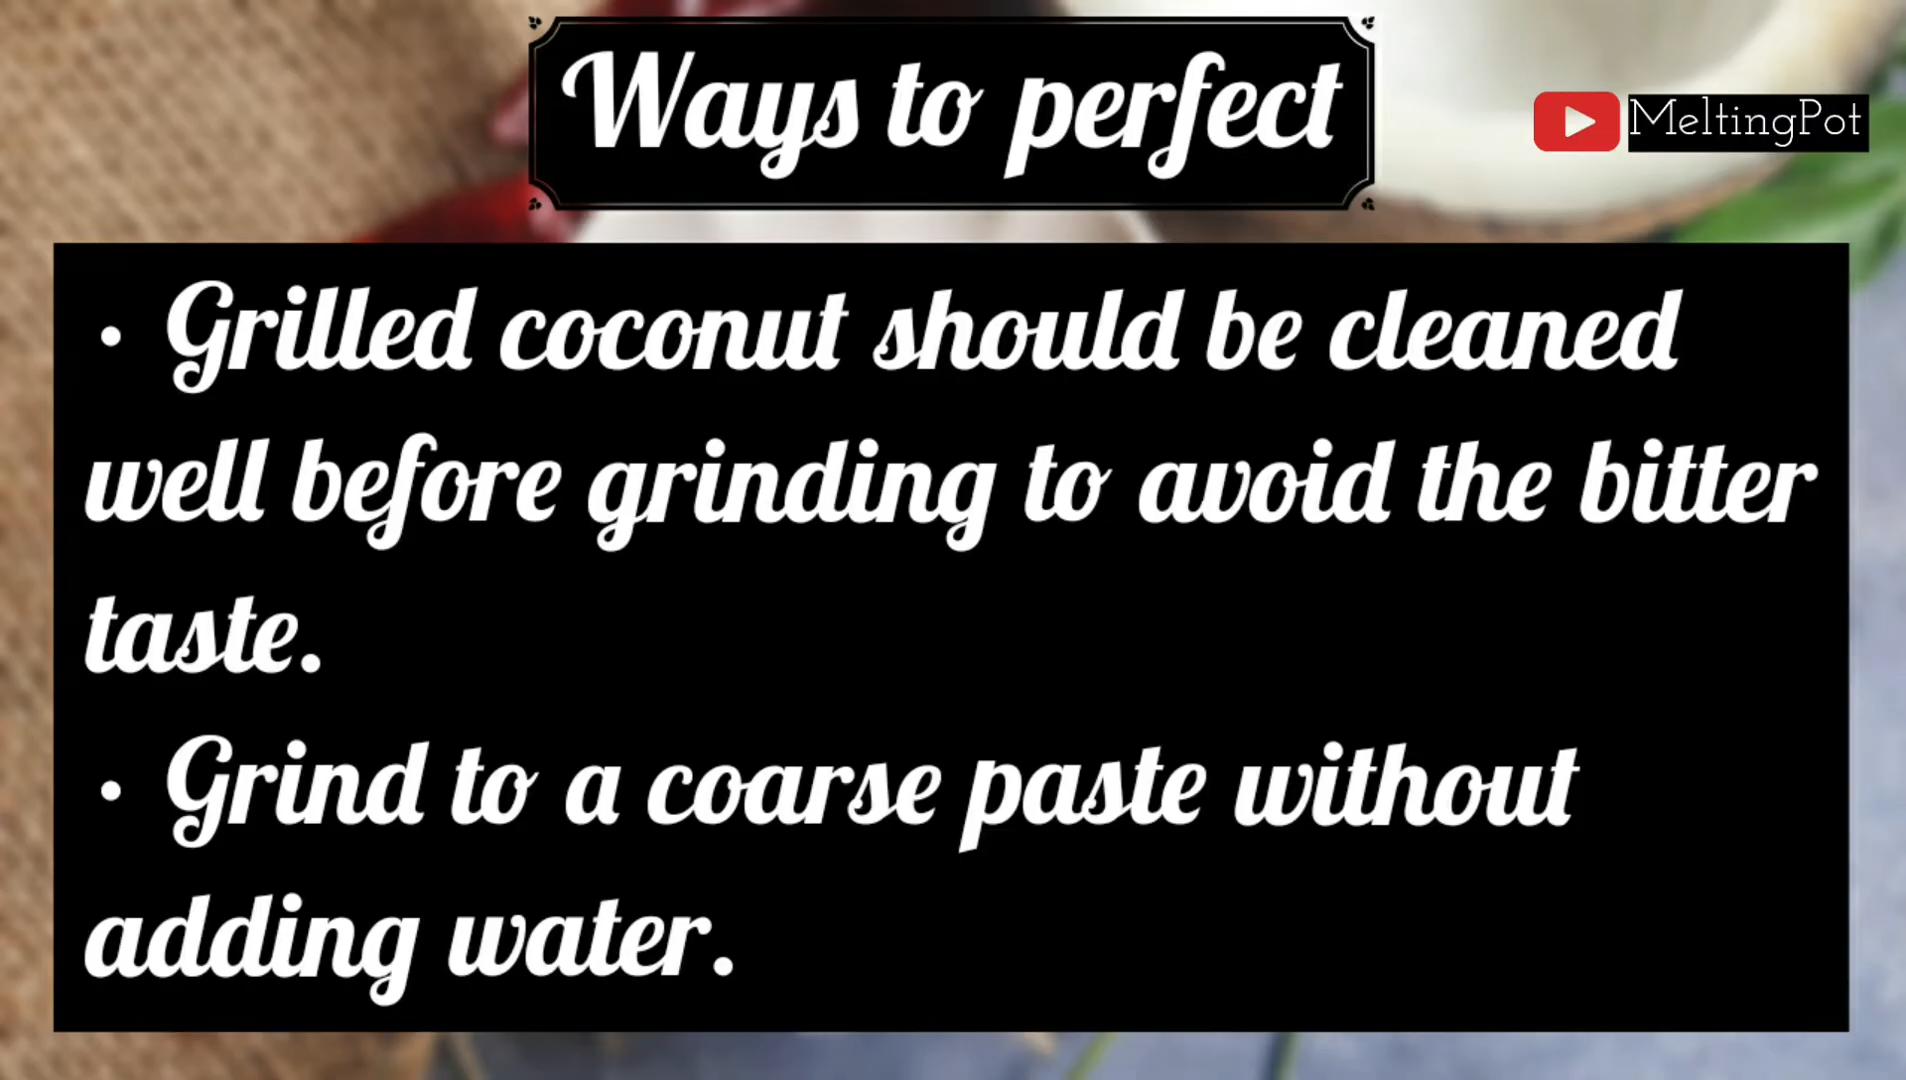 Ways to perfect
MeltingPot
• Grilled coconut should be cleaned
well before grinding to avoid the bitter
taste.
• Grind to a coarse paste without
adding water.